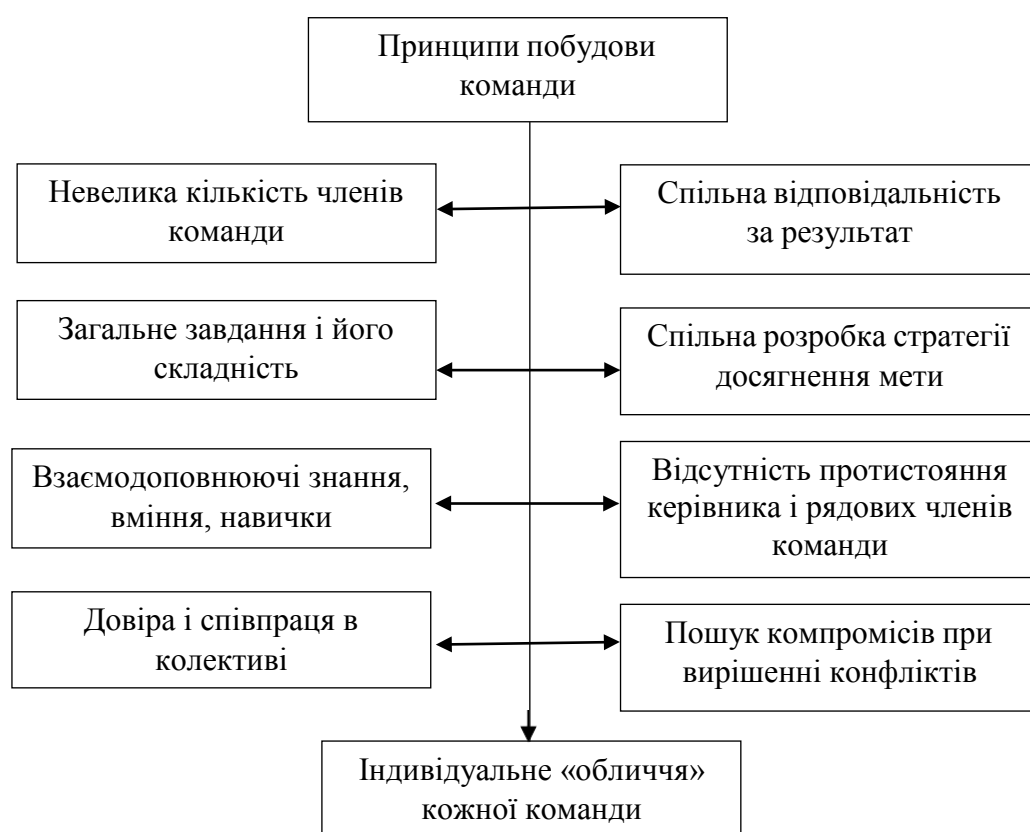 Принципи побудови
команди
Невелика кількість членів
команди
Спільна відповідальність
за результат
Загальне завдання і його
складність
Спільна розробка стратегії
досягнення мети
Взаємодоповнюючі знання,
вміння, навички
Відсутність протистояння
керівника і рядових членів
команди
Довіра і співпраця в
колективі
Пошук компромісів при
вирішенні конфліктів
Індивідуальне «обличчя»
кожної команди